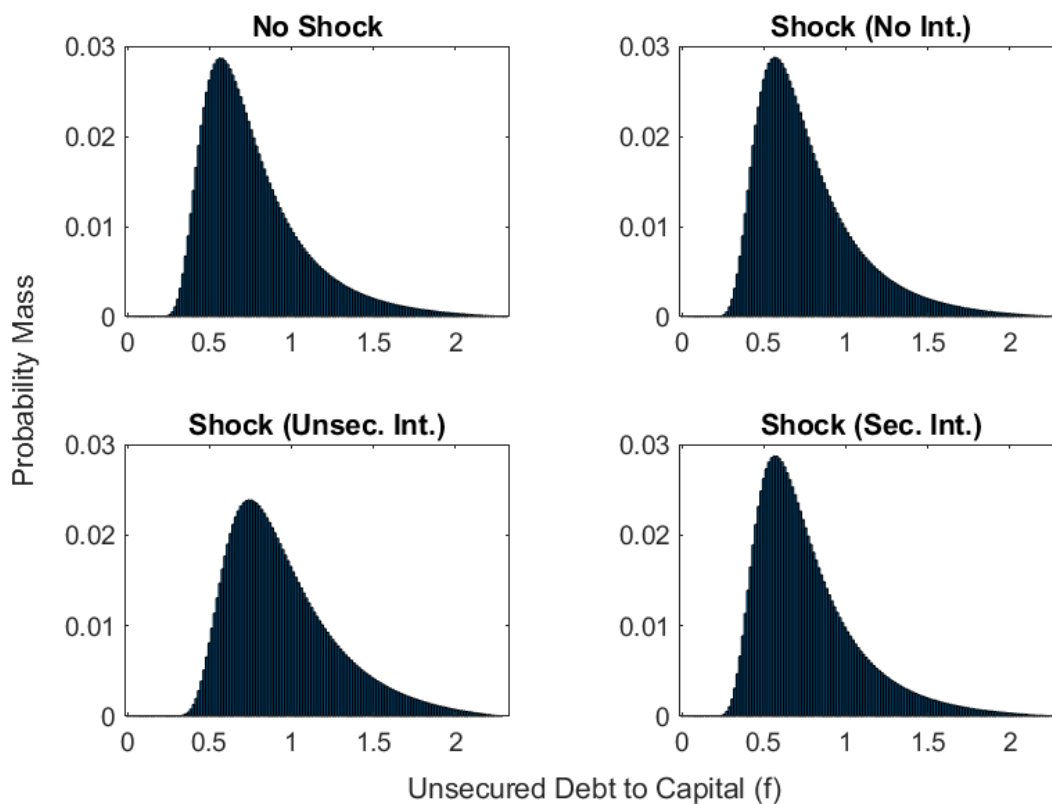 No Shock
0.03
0.02
0.01
0
0 0.5 1 1.5 2
Shock (No Int.)
0.03
0.02
0.01
0
0 0.5 1 1.5 2
Shock (Unsec. Int.)
0.03
0.02
0.01
0
0 0.5 1 1.5 2
Shock (Sec. Int.)
0.03
0.02
0.01
0
0 0.5 1 1.5 2
Probability Mass
Unsecured Debt to Capital (f)